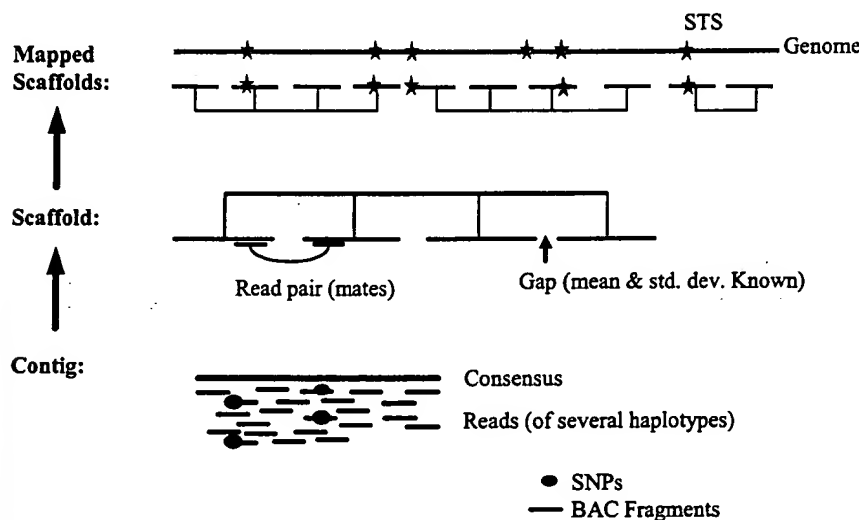 STS
Genome
Mapped
Scaffolds:
Scaffold:
Read pair (mates)
Gap (mean & std. dev. Known)
Contig:
Consensus
Reads (of several haplotypes)
SNPs
BAC Fragments